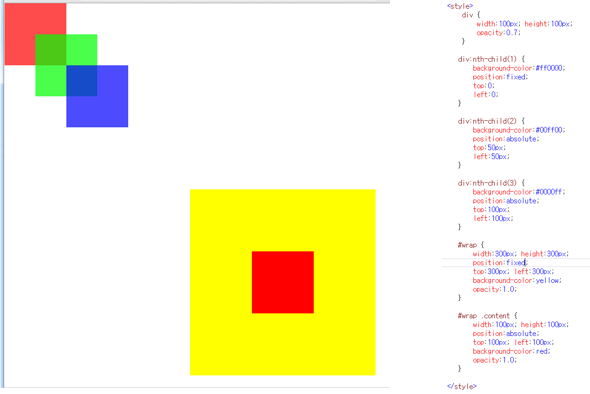 <style>
div {
width:100px; height:100px;
opacity:0.7;
}
div:nth-child(1) {
background-color:#ff0000;
position:fixed;
top:0;
left:0;
}
div:nth-child(2) {
background-color:#00ff00;
position:absolute;
top:50px;
left:50px;
}
div:nth-child(3) {
background-color:#0000ff;
position:absolute;
top:100px;
left:100px;
}
#wrap {
width:300px; height:300px;
position:fixed;
top:300px; left:300px;
background-color:yellow;
opacity:1.0;
}
#wrap .content {
width:100px; height:100px;
position:absolute;
top:100px; left:100px;
background-color:red;
opacity:1.0;
}
</style>